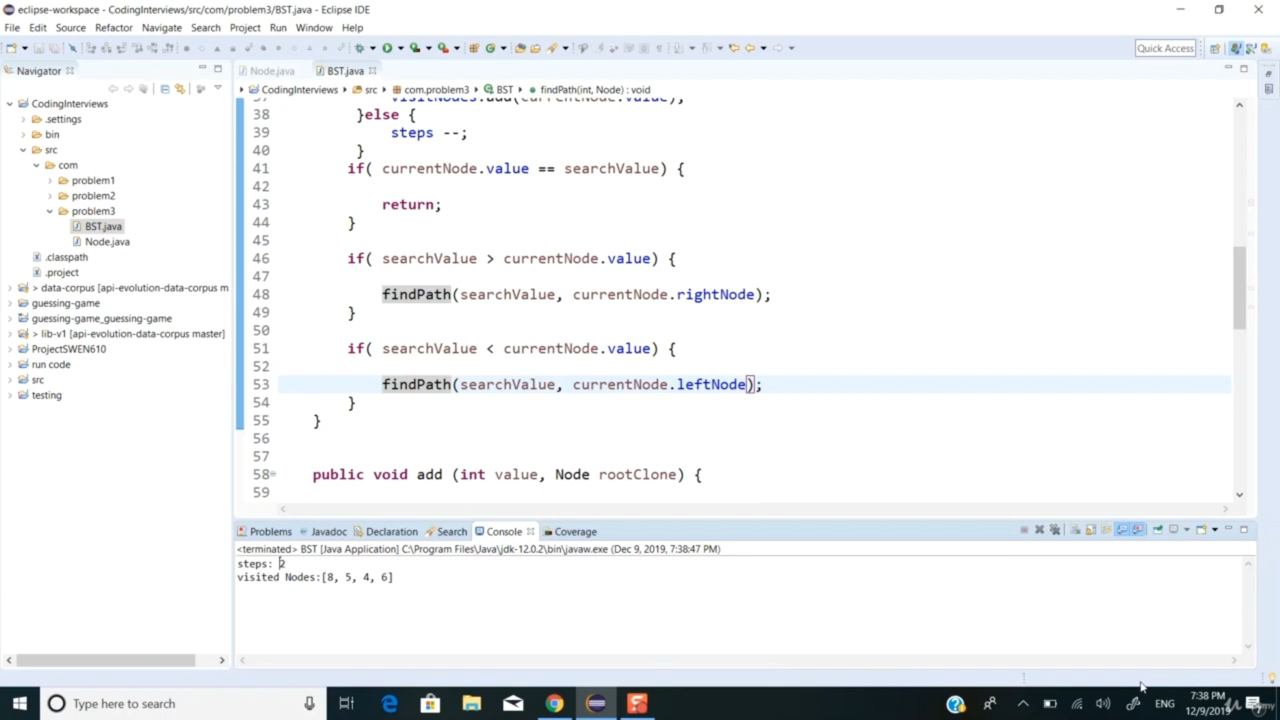 eclipse-workspace - CodingInterviews/src/com/problem3/BST.java - Eclipse IDE
File Edit Source Refactor Navigate Search Project Run Window Help
Quick Access
Navigator
Node.java
BST.java
CodingInterviews src com.problem3 BST findPath(int, Node) : void
CodingInterviews
.settings
bin
src
com
problem1
problem2
problem3
BST.java
Node.java
.classpath
.project
> data-corpus [api-evolution-data-corpus m
guessing-game
guessing-game_guessing-game
> lib-v1 [api-evolution-data-corpus master]
ProjectSWEN610
run code
src
testing
37 visitNodes.add(currentNode.value);
38 }else {
39 steps --;
40 }
41 if( currentNode.value == searchValue) {
42
43 return;
44 }
45
46 if( searchValue > currentNode.value) {
47
48 findPath(searchValue, currentNode.rightNode);
49 }
50
51 if( searchValue < currentNode.value) {
52
53 findPath(searchValue, currentNode.leftNode);
54 }
55 }
56
57
58 public void add (int value, Node rootClone) {
59
Problems Javadoc Declaration Search Console Coverage
<terminated> BST [Java Application] C:\Program Files\Java\jdk-12.0.2\bin\javaw.exe (Dec 9, 2019, 7:38:47 PM)
steps: 2
visited Nodes:[8, 5, 4, 6]
Type here to search
ENG
7:38 PM
12/9/2019